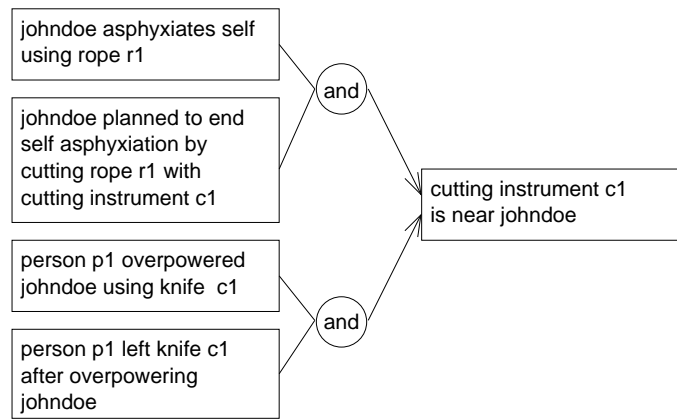 johndoe asphyxiates self
using rope r1
and
johndoe planned to end
self asphyxiation by
cutting rope r1 with
cutting instrument c1
cutting instrument c1
is near johndoe
person p1 overpowered
johndoe using knife c1
and
person p1 left knife c1
after overpowering
johndoe